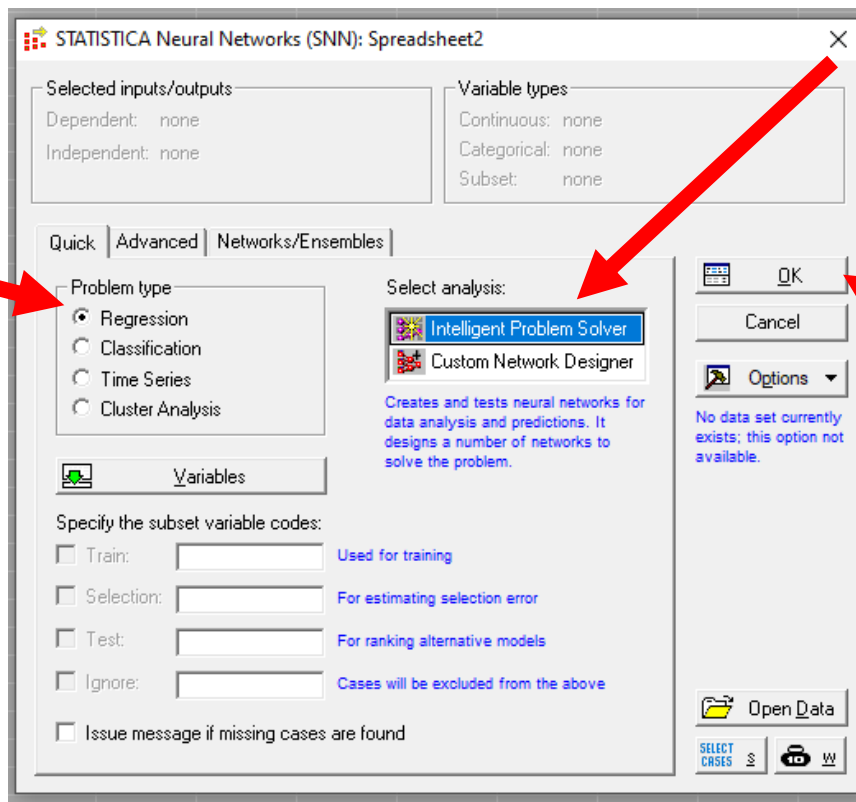 STATISTICA Neural Networks (SNN): Spreadsheet2
Selected inputs/outputs
Dependent: none
Independent: none
Variable types
Continuous: none
Categorical: none
Subset: none
Quick
Advanced
Networks/Ensembles
Problem type
Regression
Classification
Time Series
Cluster Analysis
Select analysis:
Intelligent Problem Solver
Custom Network Designer
Creates and tests neural networks for
data analysis and predictions. It
designs a number of networks to
solve the problem.
OK
Cancel
Options
No data set currently
exists; this option not
available.
Variables
Specify the subset variable codes:
Train:
Used for training
Selection:
For estimating selection error
Test:
For ranking alternative models
Ignore:
Cases will be excluded from the above
Issue message if missing cases are found
Open Data
SELECT
CASES
S
W